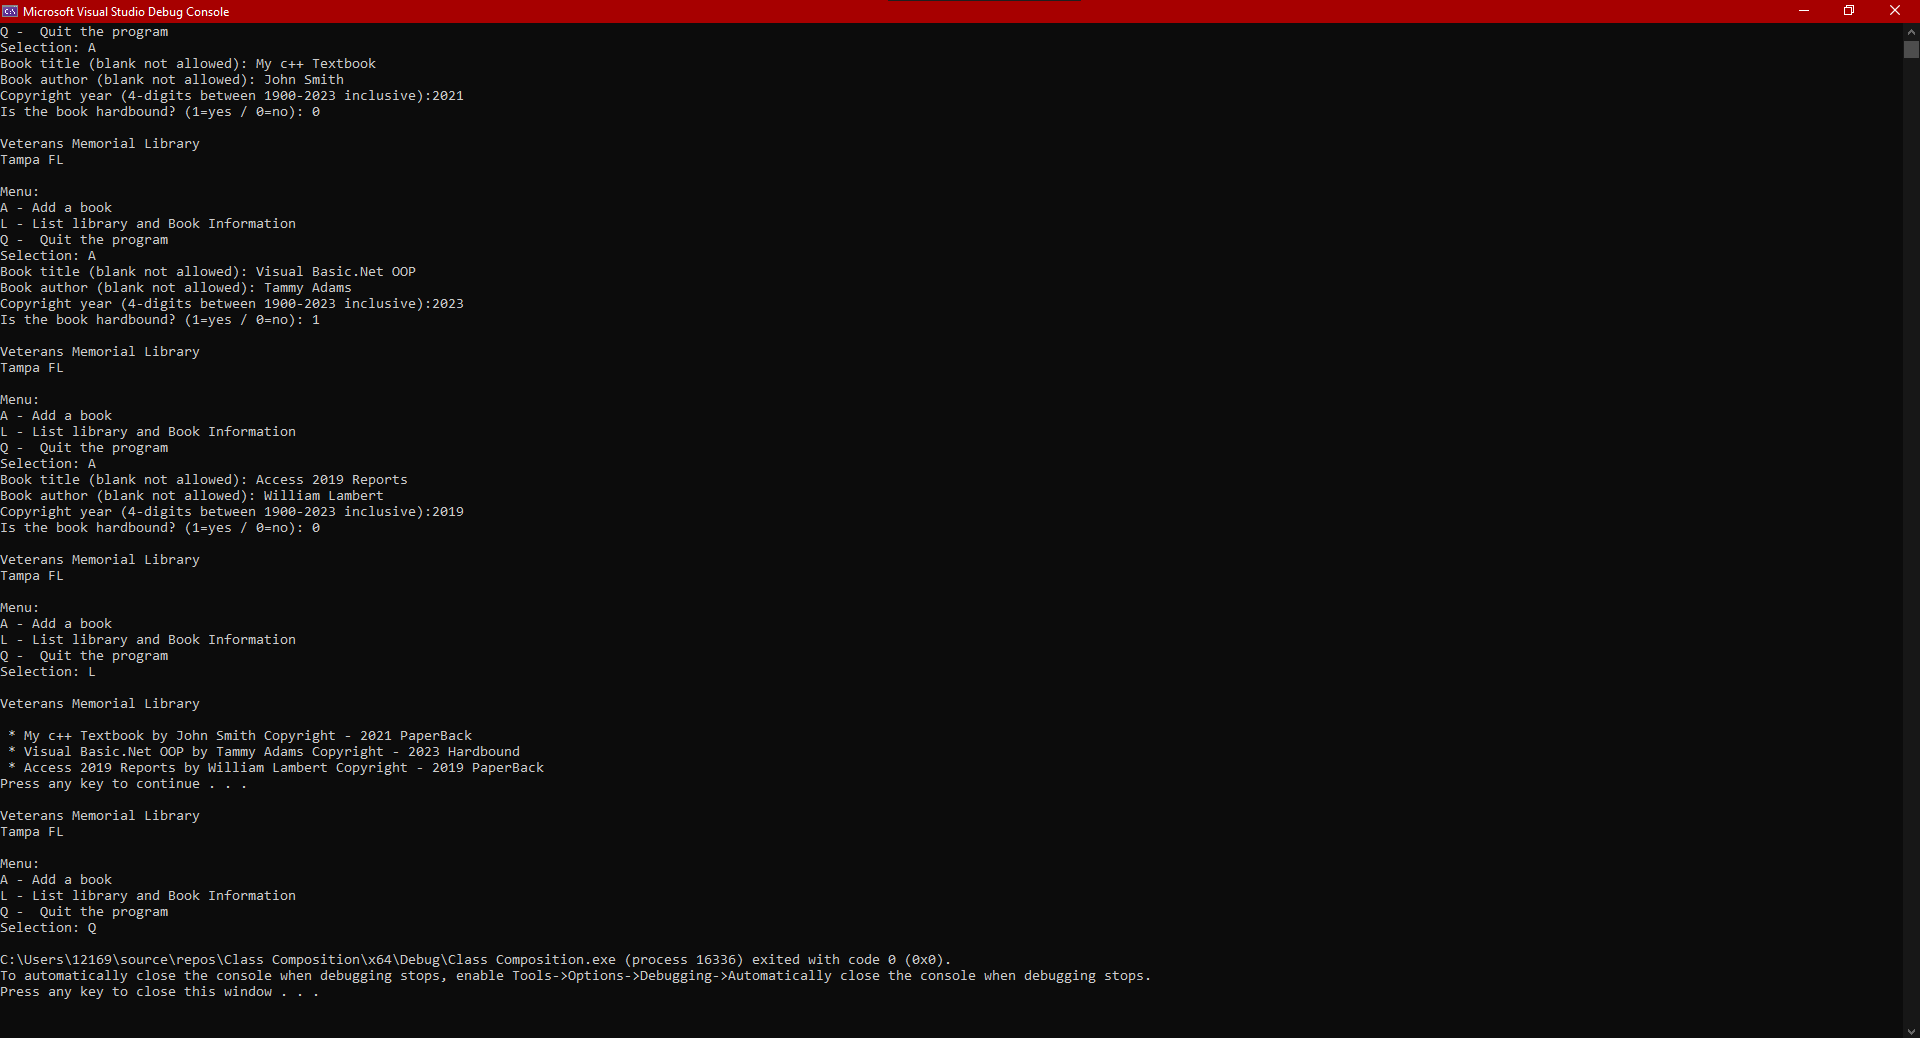 Microsoft Visual Studio Debug Console
Q -  Quit the program
Selection: A
Book title (blank not allowed): My c++ Textbook
Book author (blank not allowed): John Smith
Copyright year (4-digits between 1900-2023 inclusive):2021
Is the book hardbound? (1=yes / 0=no): 0
Veterans Memorial Library
Tampa FL
Menu:
A - Add a book
L - List library and Book Information
Q -  Quit the program
Selection: A
Book title (blank not allowed): Visual Basic.Net OOP
Book author (blank not allowed): Tammy Adams
Copyright year (4-digits between 1900-2023 inclusive):2023
Is the book hardbound? (1=yes / 0=no): 1
Veterans Memorial Library
Tampa FL
Menu:
A - Add a book
L - List library and Book Information
Q -  Quit the program
Selection: A
Book title (blank not allowed): Access 2019 Reports
Book author (blank not allowed): William Lambert
Copyright year (4-digits between 1900-2023 inclusive):2019
Is the book hardbound? (1=yes / 0=no): 0
Veterans Memorial Library
Tampa FL
Menu:
A - Add a book
L - List library and Book Information
Q -  Quit the program
Selection: L
Veterans Memorial Library
 * My c++ Textbook by John Smith Copyright - 2021 PaperBack
 * Visual Basic.Net OOP by Tammy Adams Copyright - 2023 Hardbound
 * Access 2019 Reports by William Lambert Copyright - 2019 PaperBack
Press any key to continue . . .
Veterans Memorial Library
Tampa FL
Menu:
A - Add a book
L - List library and Book Information
Q -  Quit the program
Selection: Q
C:\Users\12169\source\repos\Class Composition\x64\Debug\Class Composition.exe (process 16336) exited with code 0 (0x0).
To automatically close the console when debugging stops, enable Tools->Options->Debugging->Automatically close the console when debugging stops.
Press any key to close this window . . .